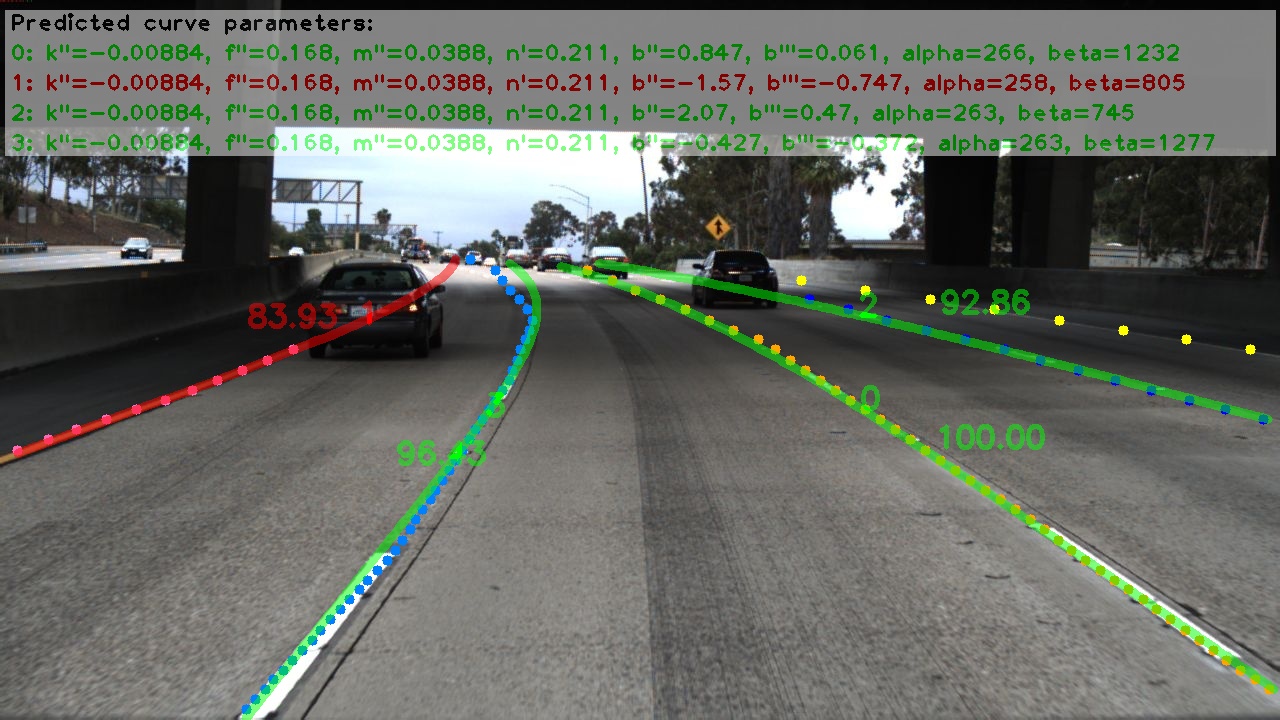 Predicted curve parameters:
0: k"=-0.00884, f"=0.168, m"=0.0388, n'=0.211, b"=0.847, b'"=0.061, alpha=266, beta=1232
1: k"=-0.00884, f"=0.168, m"=0.0388, n'=0.211, b"=-1.57, b'"=-0.747, alpha=258, beta=805
2: k"=-0.00884, f"=0.168, m"=0.0388, n'=0.211, b"=2.07, b'"=0.47, alpha=263, beta=745
3: k"=-0.00884, f"=0.168, m"=0.0388, n'=0.211, b"=-0.427, b'"=-0.372, alpha=263, beta=1277
83.93 1
2 92.86
3
0
100.00